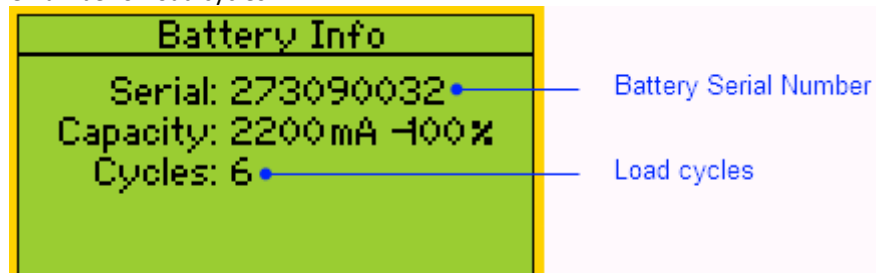 Battery Info
Serial: 273090032 Battery Serial Number
Capacity: 2200mA -100%
Cycles: 6 Load cycles